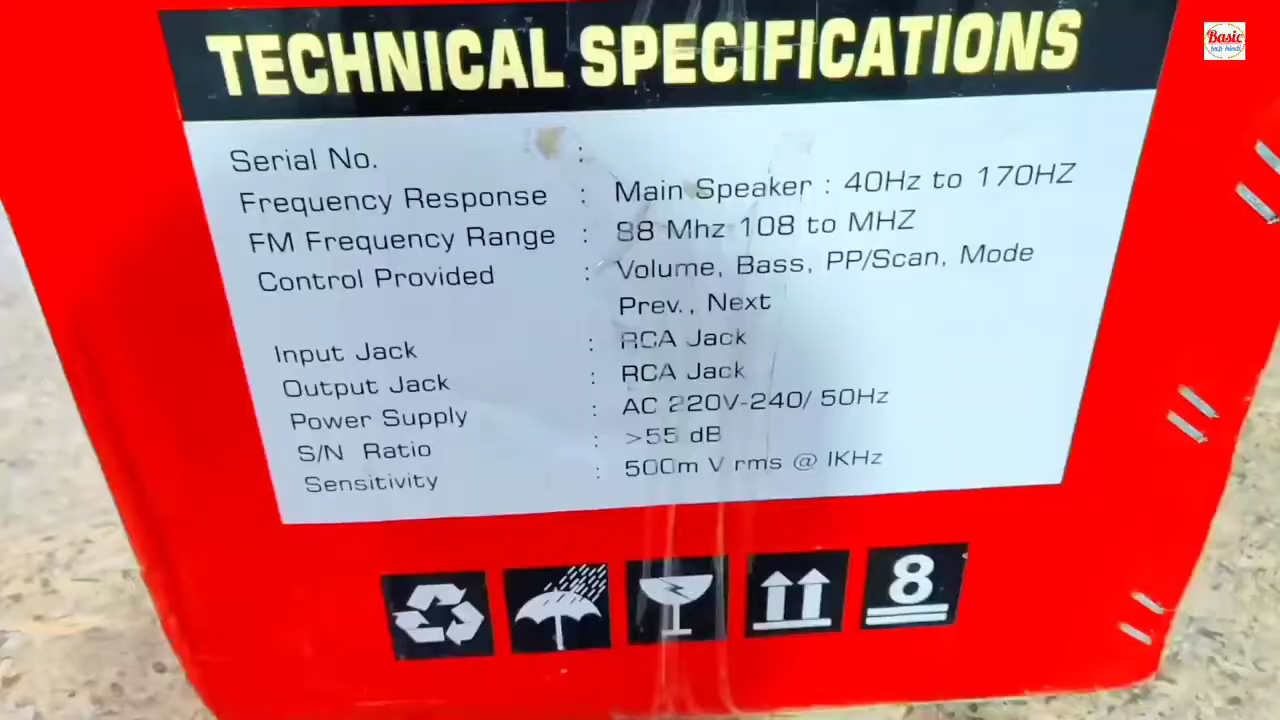 TECHNICAL SPECIFICATIONS
Serial No. :
Frequency Response : Main Speaker : 40Hz to 170HZ
FM Frequency Range : 88 Mhz 108 to MHZ
Control Provided : Volume, Bass, PP/Scan, Mode
Prev., Next
Input Jack : RCA Jack
Output Jack : RCA Jack
Power Supply : AC 220V-240/ 50Hz
S/N Ratio : >55 dB
Sensitivity : 500m V rms @ IKHz
8
Basic